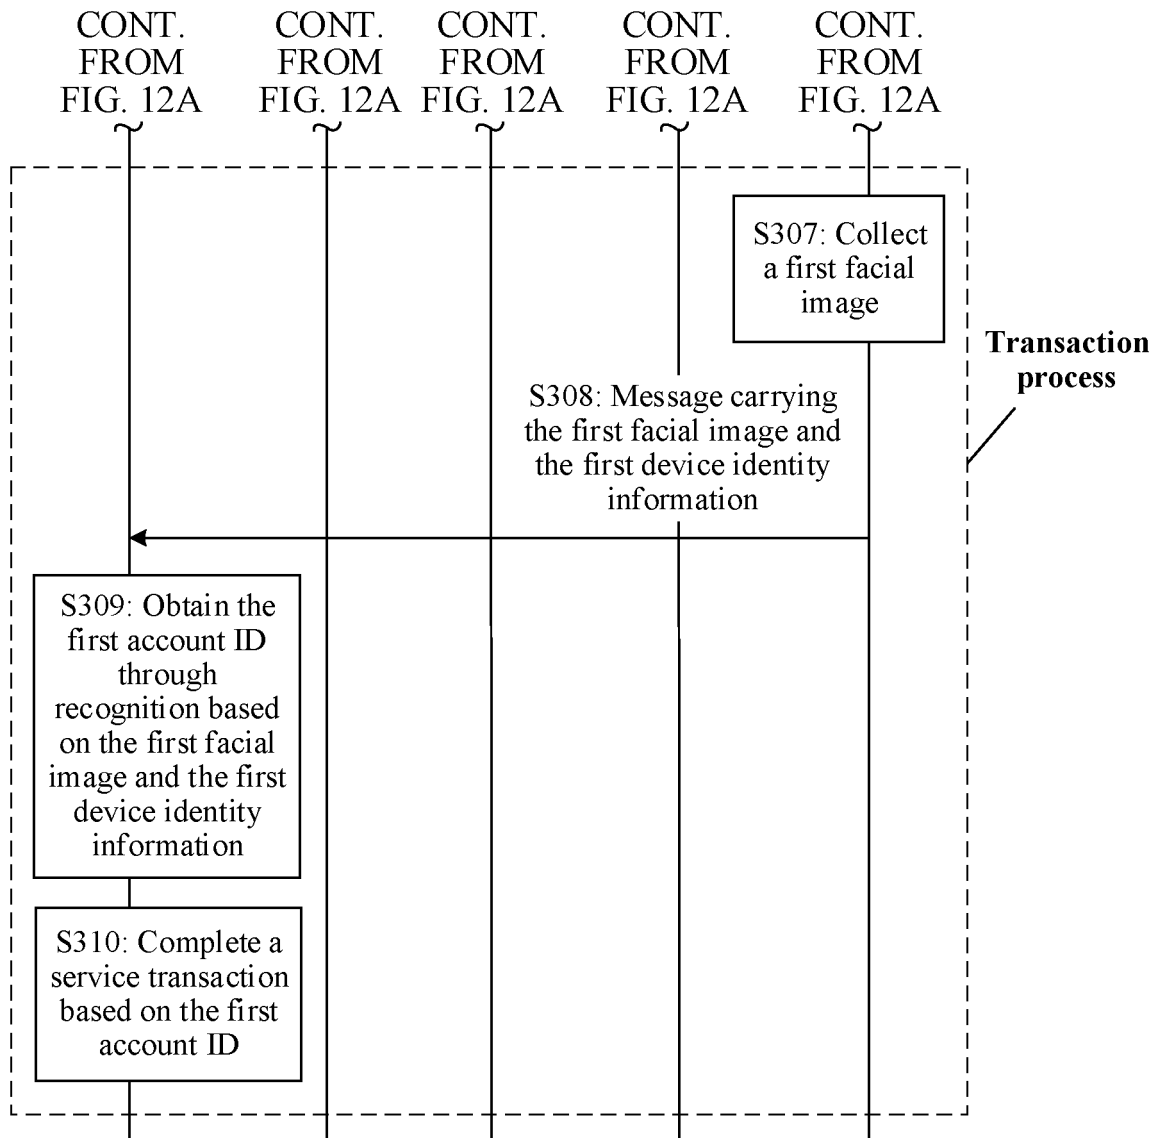 CONT.
FROM
FIG. 12A
CONT.
FROM
FIG. 12A
CONT.
FROM
FIG. 12A
CONT.
FROM
FIG. 12A
CONT.
FROM
FIG. 12A
S307: Collect
a first facial
image
Transaction
process
S308: Message carrying
the first facial image and
the first device identity
information
S309: Obtain the
first account ID
through
recognition based
on the first facial
image and the first
device identity
information
S310: Complete a
service transaction
based on the first
account ID